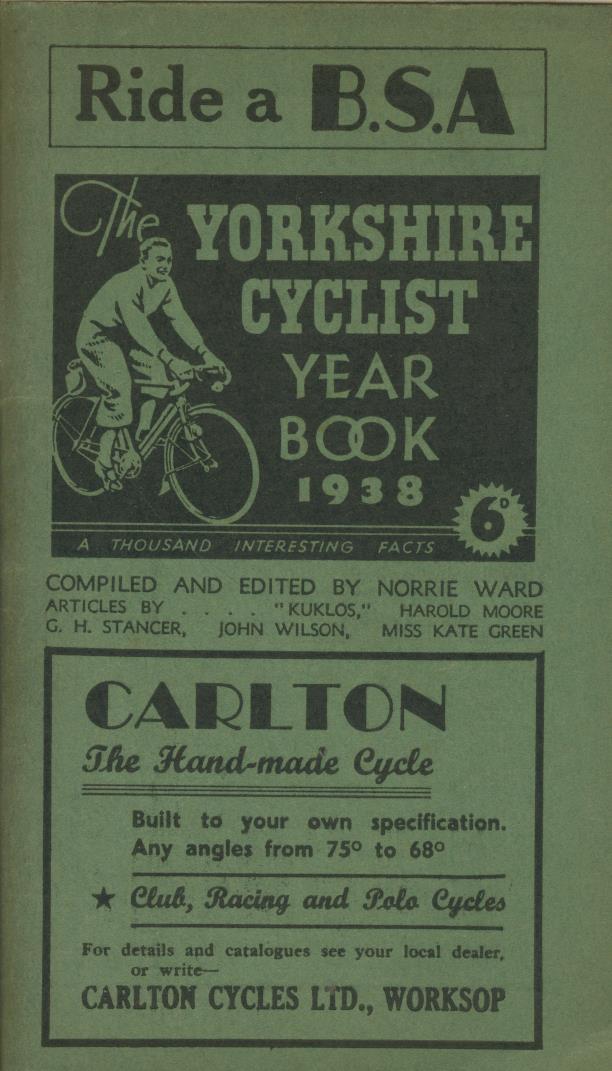 Ride a B.S.A
The YORKSHIRE
CYCLIST
YEAR
BOOK
1938
6D
A THOUSAND INTERESTING FACTS
COMPILED AND EDITED BY NORRIE WARD
ARTICLES BY . . . . "KUKLOS," HAROLD MOORE
G. H. STANCER, JOHN WILSON, MISS KATE GREEN
CARLTON
The Hand-made Cycle
Built to your own specification.
Any angles from 75° to 68°
★ Club, Racing and Polo Cycles
For details and catalogues see your local dealer,
or write—
CARLTON CYCLES LTD., WORKSOP